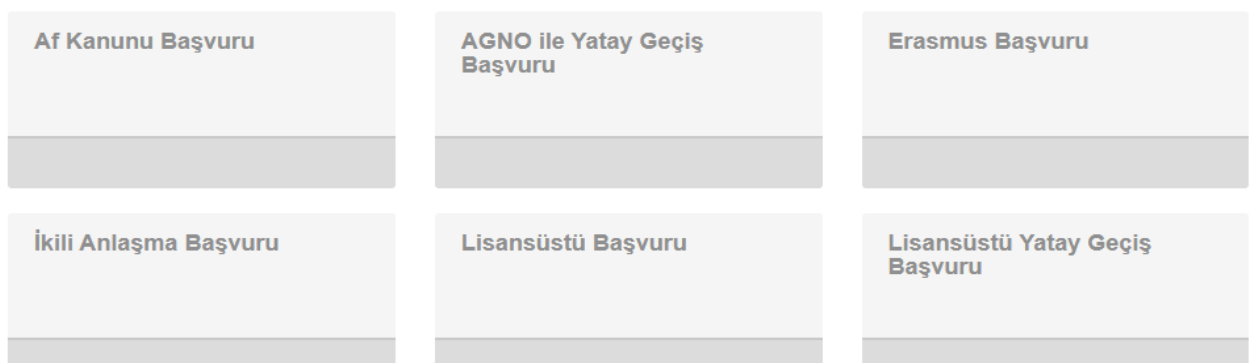 Af Kanunu Başvuru
AGNO ile Yatay Geçiş
Başvuru
Erasmus Başvuru
İkili Anlaşma Başvuru
Lisansüstü Başvuru
Lisansüstü Yatay Geçiş
Başvuru